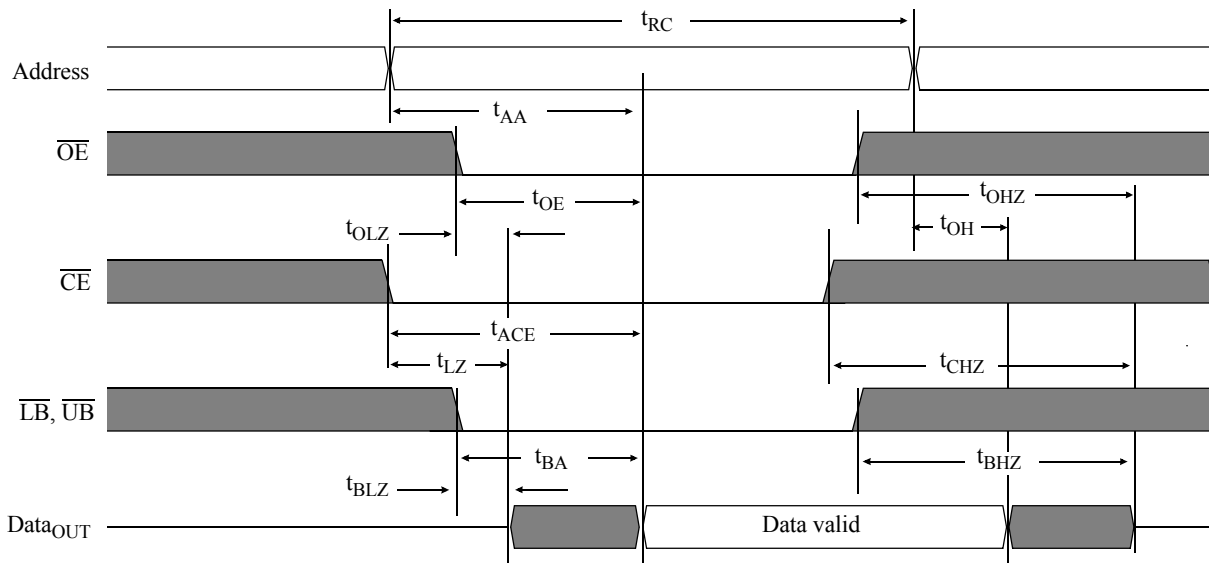 tRC
Address
tAA
OE
tOE
tOHZ
tOLZ
tOH
CE
tACE
tLZ
tCHZ
LB, UB
tBA
tBHZ
tBLZ
DataOUT
Data valid